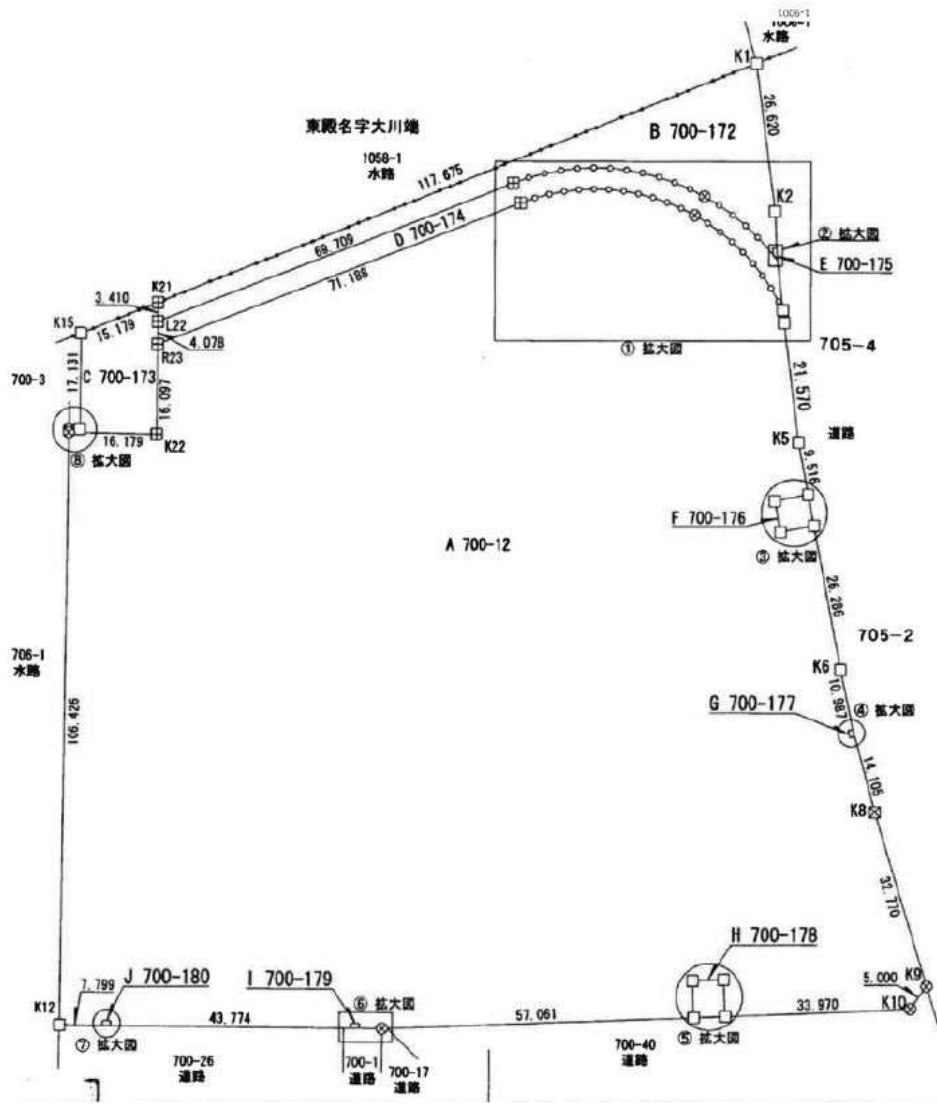 1-9001
1006-1
水路
K1
26.620
東殿名字大川端
B 700-172
1058-1
水路
117.675
K2
② 拡大図
69.709
D 700-174
E 700-175
71.188
K21
3.410
L22
K15
15.179
4.078
R23
① 拡大図
705-4
700-3
17.131
C 700-173
16.097
21.570
16.179
K22
K5
道路
⑧ 拡大図
9.516
F 700-176
A 700-12
③ 拡大図
26.286
705-2
706-1
水路
K6
10.987
G 700-177
④ 拡大図
106.426
14.105
K8
32.770
H 700-178
J 700-180
I 700-179
5.000
K9
K12
7.799
⑥ 拡大図
K10
43.774
57.061
33.970
⑦ 拡大図
700-26
道路
700-1
道路
700-17
道路
700-40
道路
⑤ 拡大図